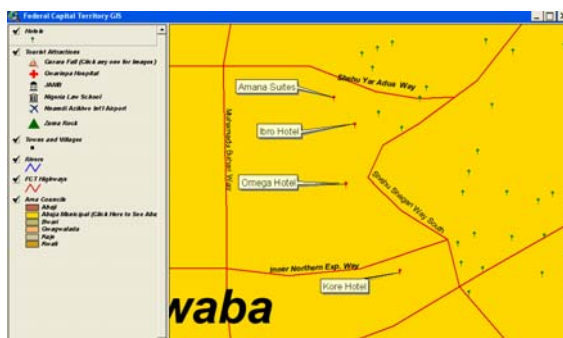 Federal Capital Territory GIS
Hotels
Tourist Attractions
Gurara Fall (Click any one for Images)
Gwarinpa Hospital
JAMB
Nigeria Law School
Nnamdi Azikiwe Int'l Airport
Zuma Rock
Towns and Villages
Rivers
FCT Highways
Area Councils
Abaji
Abuja Municipal (Click Here to See Abu
Bwari
Gwagwalada
Kuje
Kwali
Shehu Yar Adua Way
Amana Suites
Ibro Hotel
Omega Hotel
Shehu Shagari Way South
Inner Northern Exp. Way
Kore Hotel
waba